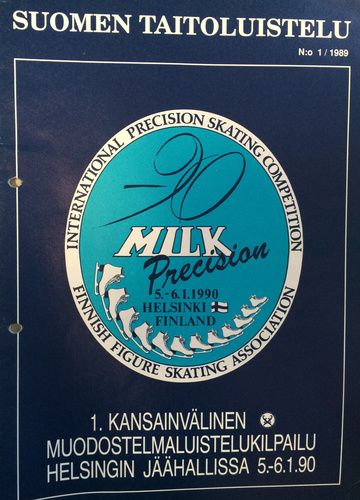 SUOMEN TAITOLUISTELU
N:o 1/1989
INTERNATIONAL PRECISION SKATING COMPETITION
-90
MILK
Precision
5.-6.1.1990
HELSINKI
FINLAND
FINNISH FIGURE SKATING ASSOCIATION
1. KANSAINVÄLINEN
MUODOSTELMALUISTELUKILPAILU
HELSINGIN JÄÄHALLISSA 5.-6.1.90